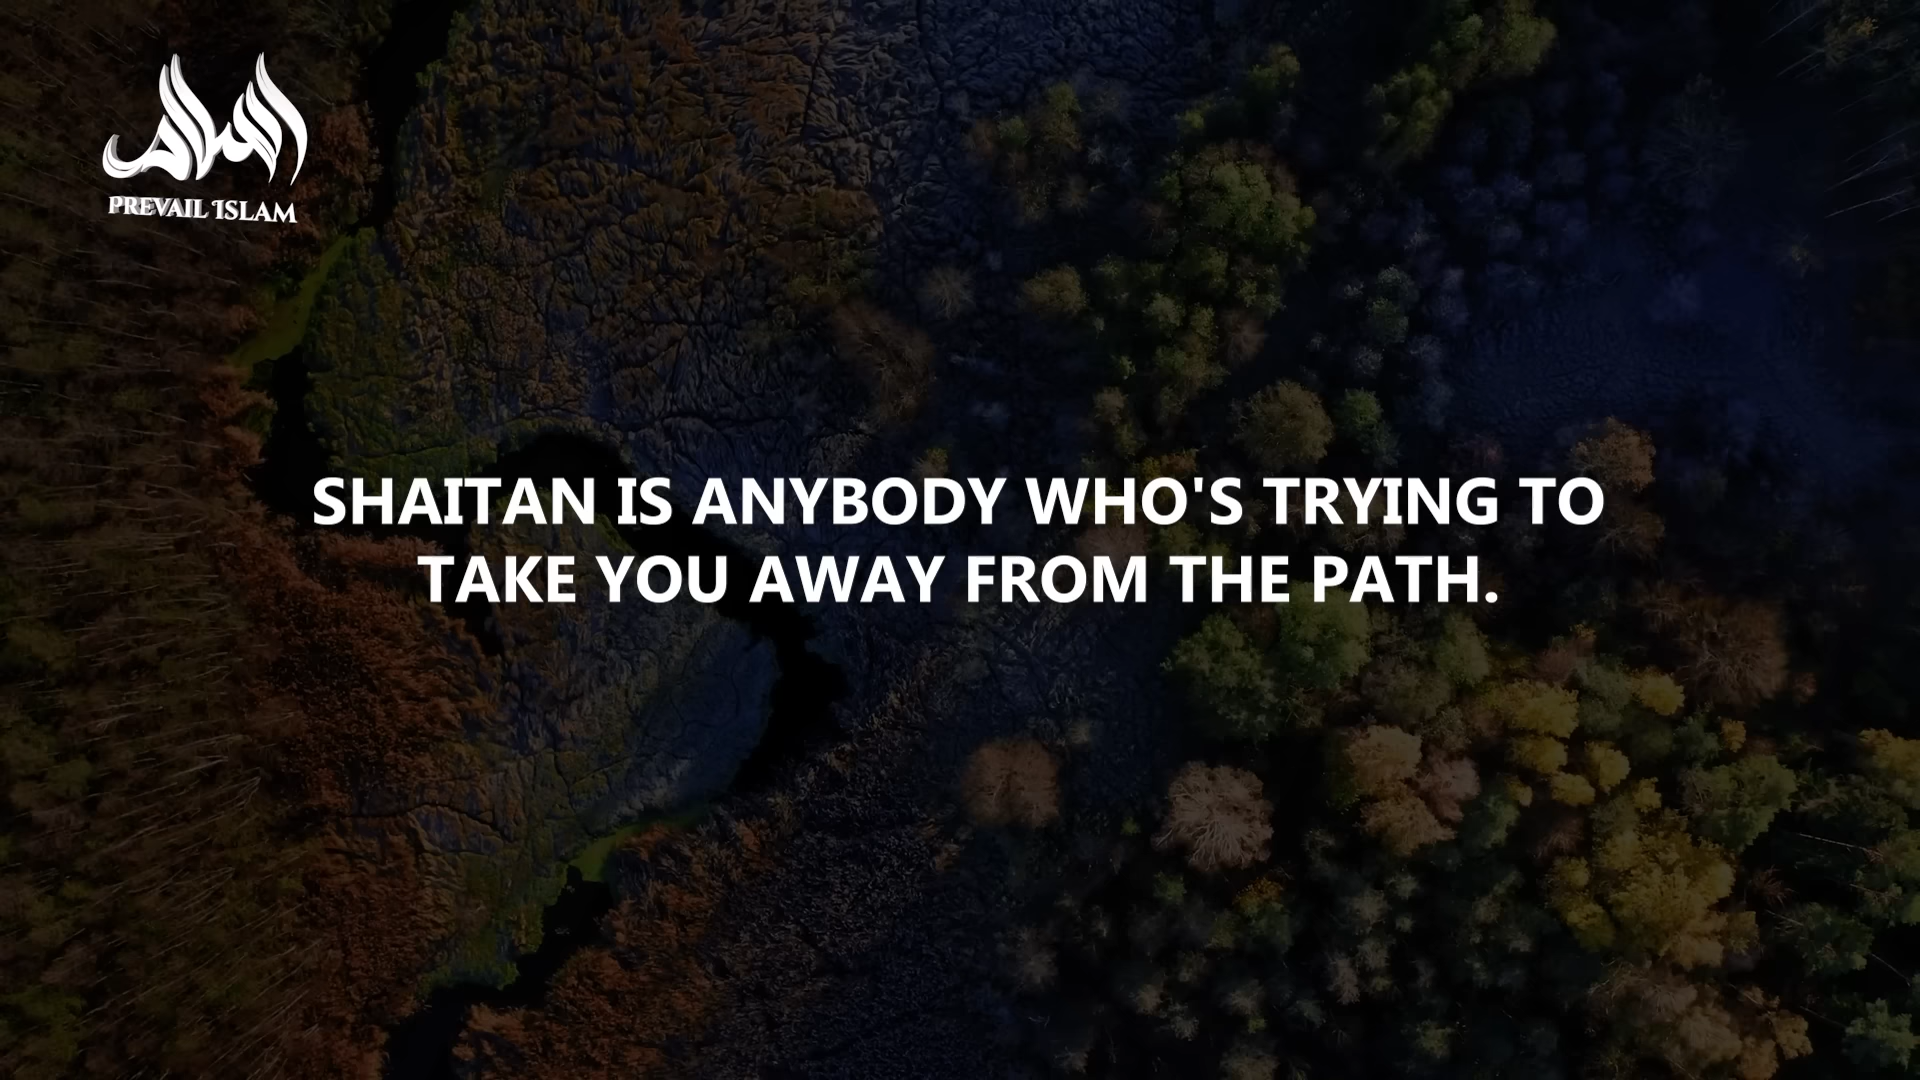 PREVAIL ISLAM
SHAITAN IS ANYBODY WHO'S TRYING TO
TAKE YOU AWAY FROM THE PATH.